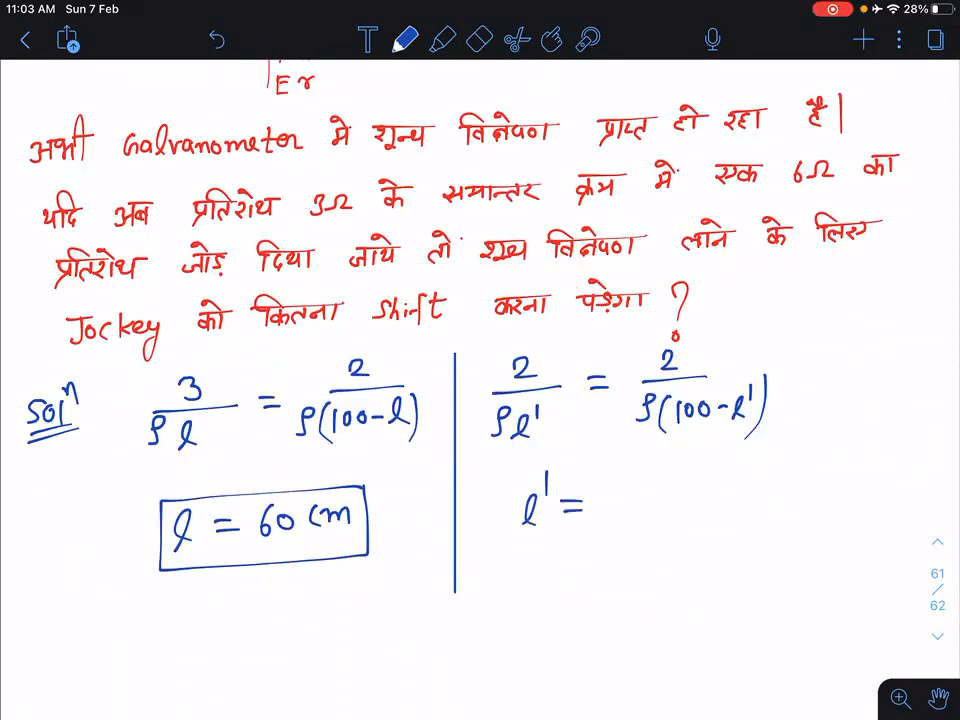 11:03 AM Sun 7 Feb
28%
E r
अभी Galvanometer मे शून्य विक्षेपण प्राप्त हो रहा है|
यदि अब प्रतिरोध 3Ω के समान्तर क्रम में एक 6Ω का
प्रतिरोध जोड़ दिया जाये तो शून्य विक्षेपण लाने के लिए
Jockey को कितना shift करना पड़ेगा ?
Solⁿ
3/ρl = 2/ρ(100-l)
l = 60 cm
2/ρl' = 2/ρ(100-l')
l' =
61
/
62